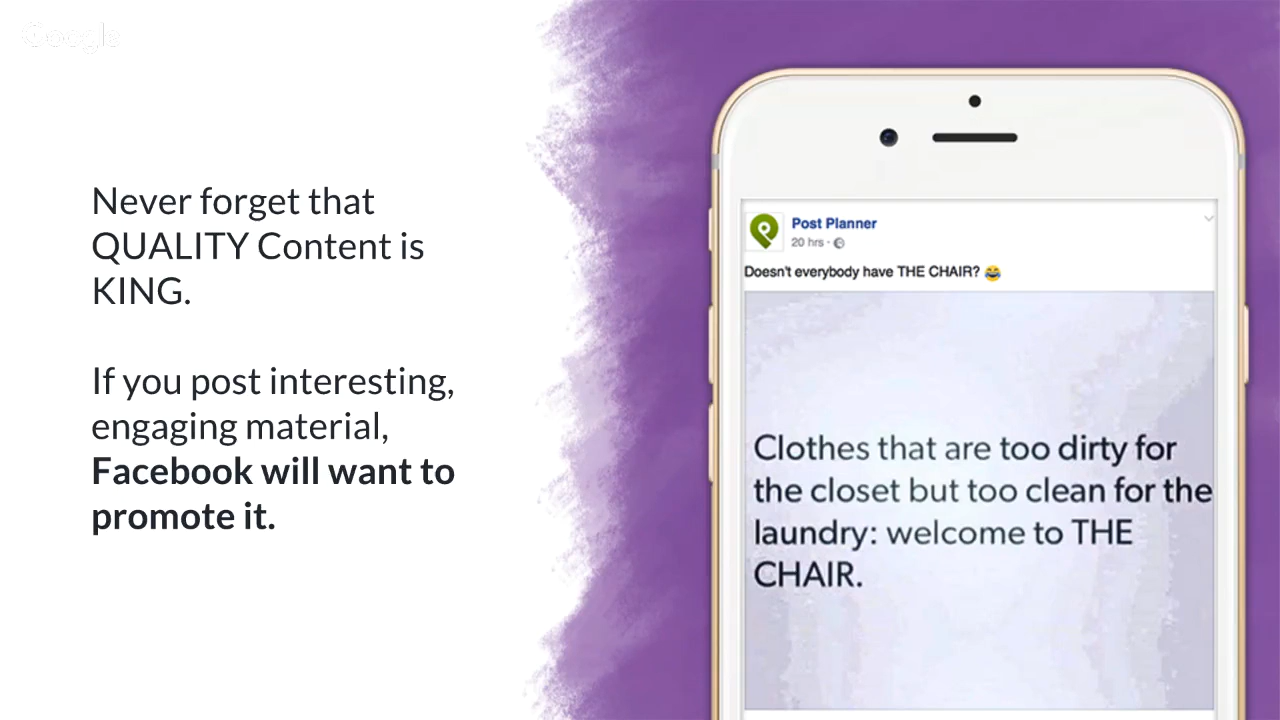 Google
Never forget that
QUALITY Content is
KING.
If you post interesting,
engaging material,
Facebook will want to
promote it.
Post Planner
20 hrs ·
Doesn't everybody have THE CHAIR? 😂
Clothes that are too dirty for
the closet but too clean for the
laundry: welcome to THE
CHAIR.